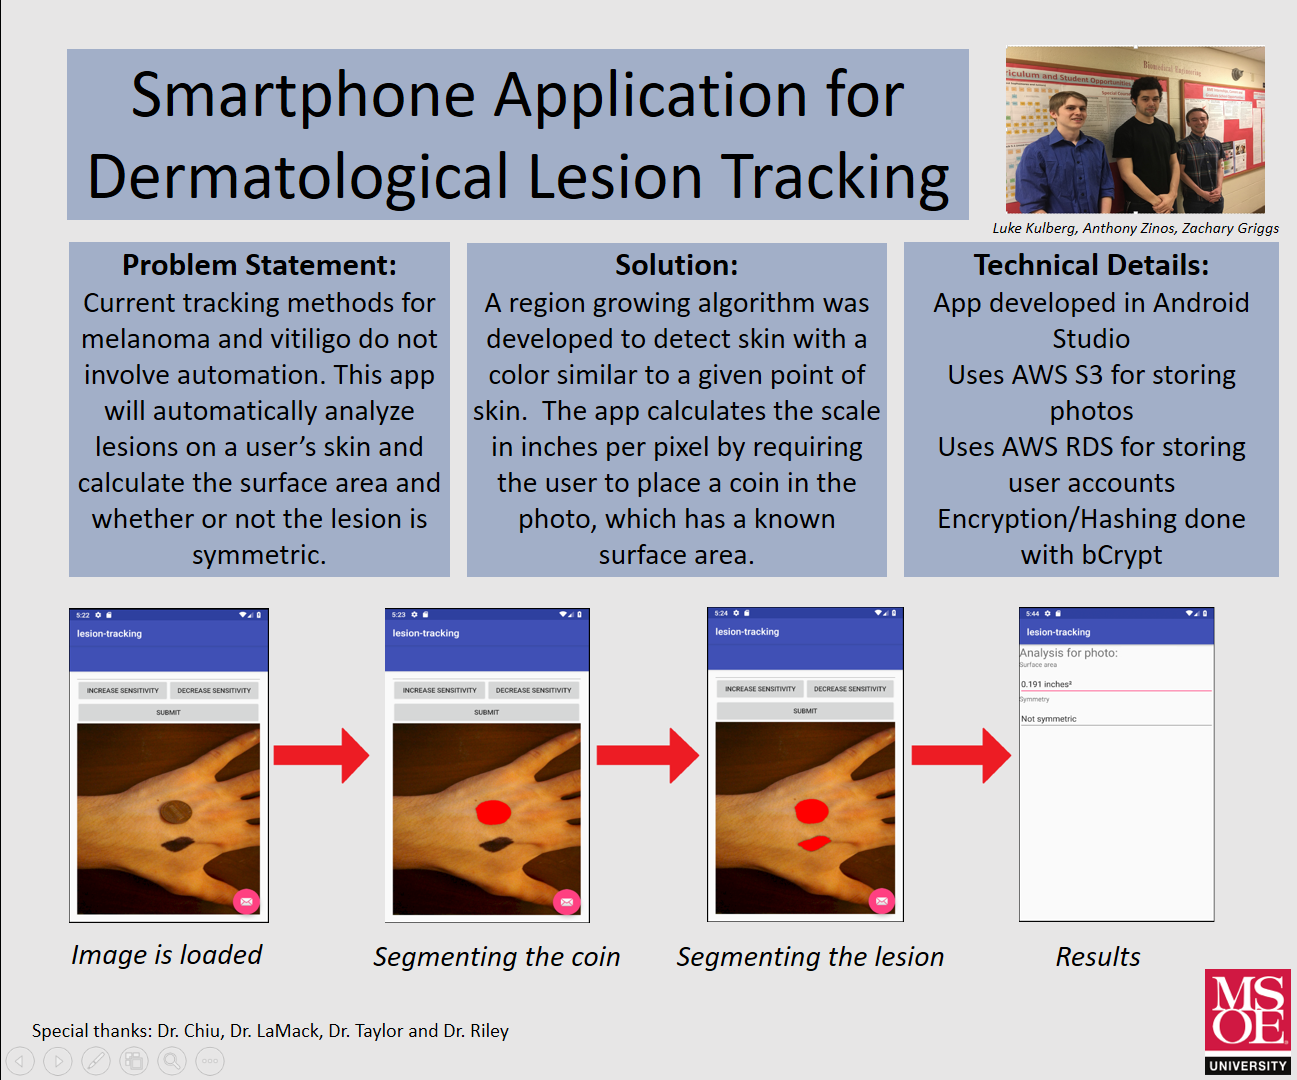 Smartphone Application for
Dermatological Lesion Tracking
Biomedical Engineering
Curriculum and Student Opportunities
Luke Kulberg, Anthony Zinos, Zachary Griggs
Problem Statement:
Current tracking methods for
melanoma and vitiligo do not
involve automation. This app
will automatically analyze
lesions on a user’s skin and
calculate the surface area and
whether or not the lesion is
symmetric.
Solution:
A region growing algorithm was
developed to detect skin with a
color similar to a given point of
skin.  The app calculates the scale
in inches per pixel by requiring
the user to place a coin in the
photo, which has a known
surface area.
Technical Details:
App developed in Android
Studio
Uses AWS S3 for storing
photos
Uses AWS RDS for storing
user accounts
Encryption/Hashing done
with bCrypt
5:22
lesion-tracking
INCREASE SENSITIVITY
DECREASE SENSITIVITY
SUBMIT
Image is loaded
5:23
lesion-tracking
INCREASE SENSITIVITY
DECREASE SENSITIVITY
SUBMIT
Segmenting the coin
5:24
lesion-tracking
INCREASE SENSITIVITY
DECREASE SENSITIVITY
SUBMIT
Segmenting the lesion
5:44
lesion-tracking
Analysis for photo:
Surface area
0.191 inches²
Symmetry
Not symmetric
Results
Special thanks: Dr. Chiu, Dr. LaMack, Dr. Taylor and Dr. Riley
MS
OE
UNIVERSITY